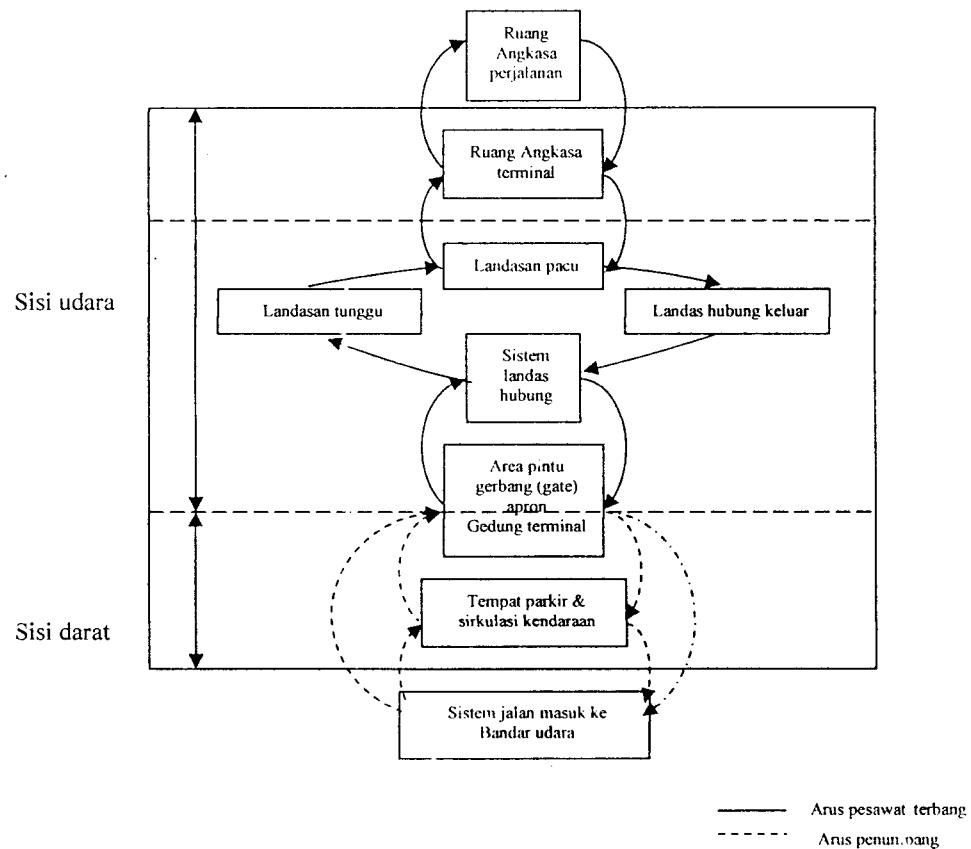 Ruang
Angkasa
perjalanan
Ruang Angkasa
terminal
Landasan pacu
Sisi udara
Landasan tunggu
Landas hubung keluar
Sistem
landas
hubung
Area pintu
gerbang (gate)
apron
Gedung terminal
Tempat parkir &
sirkulasi kendaraan
Sisi darat
Sistem jalan masuk ke
Bandar udara
Arus pesawat terbang
Arus penumpang